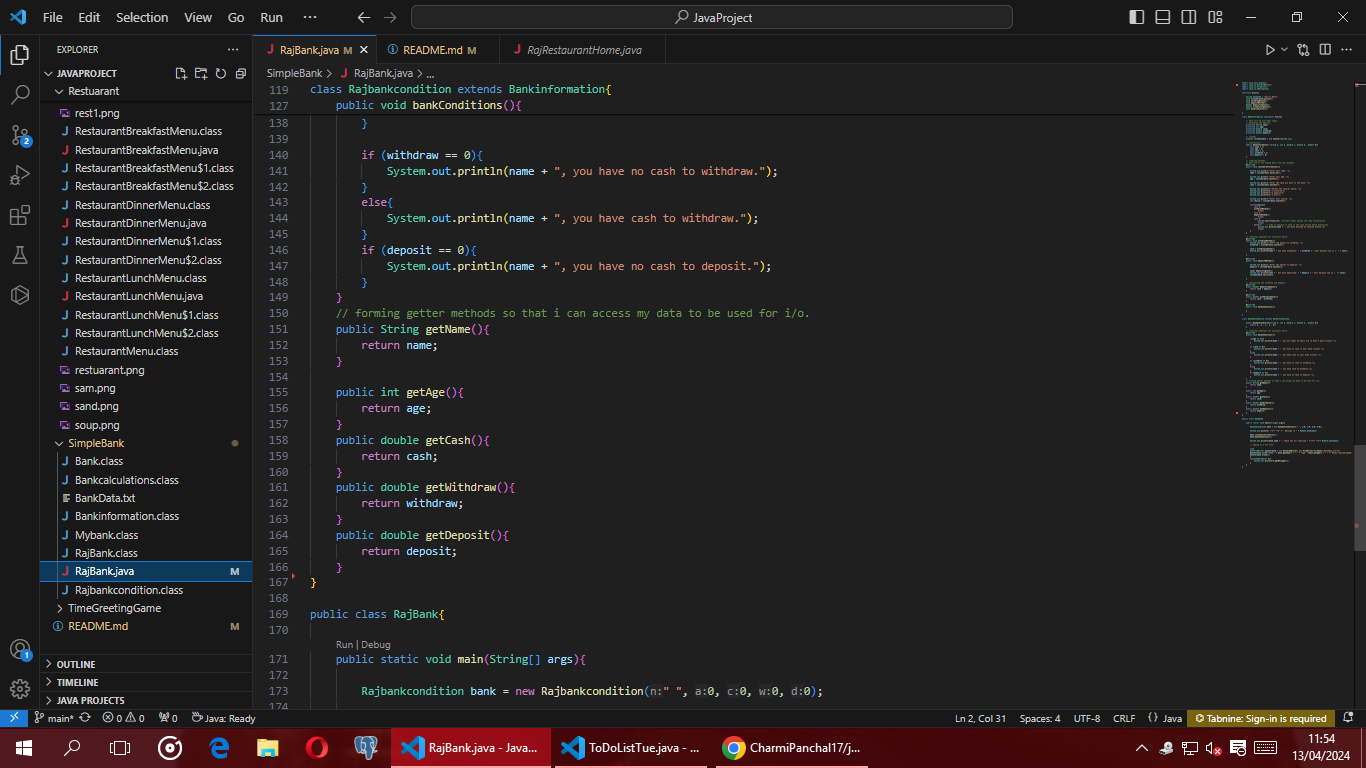 File Edit Selection View Go Run ··· JavaProject
EXPLORER ···
JAVAPROJECT
Restuarant
rest1.png
RestaurantBreakfastMenu.class
RestaurantBreakfastMenu.java
RestaurantBreakfastMenu$1.class
RestaurantBreakfastMenu$2.class
RestaurantDinnerMenu.class
RestaurantDinnerMenu.java
RestaurantDinnerMenu$1.class
RestaurantDinnerMenu$2.class
RestaurantLunchMenu.class
RestaurantLunchMenu.java
RestaurantLunchMenu$1.class
RestaurantLunchMenu$2.class
RestaurantMenu.class
restuarant.png
sam.png
sand.png
soup.png
SimpleBank
Bank.class
Bankcalculations.class
BankData.txt
Bankinformation.class
Mybank.class
RajBank.class
RajBank.java M
Rajbankcondition.class
TimeGreetingGame
README.md M
OUTLINE
TIMELINE
JAVA PROJECTS
2
1
RajBank.java M README.md M RajRestaurantHome.java
SimpleBank > RajBank.java > ...
119 class Rajbankcondition extends Bankinformation{
127 public void bankConditions(){
138 }
139
140 if (withdraw == 0){
141 System.out.println(name + ", you have no cash to withdraw.");
142 }
143 else{
144 System.out.println(name + ", you have cash to withdraw.");
145 }
146 if (deposit == 0){
147 System.out.println(name + ", you have no cash to deposit.");
148 }
149 }
150 // forming getter methods so that i can access my data to be used for i/o.
151 public String getName(){
152 return name;
153 }
154
155 public int getAge(){
156 return age;
157 }
158 public double getCash(){
159 return cash;
160 }
161 public double getWithdraw(){
162 return withdraw;
163 }
164 public double getDeposit(){
165 return deposit;
166 }
167 }
168
169 public class RajBank{
170
Run | Debug
171 public static void main(String[] args){
172
173 Rajbankcondition bank = new Rajbankcondition(n:" ", a:0, c:0, w:0, d:0);
174
main* 0 0 0 Java: Ready Ln 2, Col 31 Spaces: 4 UTF-8 CRLF {} Java Tabnine: Sign-in is required
RajBank.java - Java... ToDoListTue.java - ... CharmiPanchal17/j... 11:54
13/04/2024